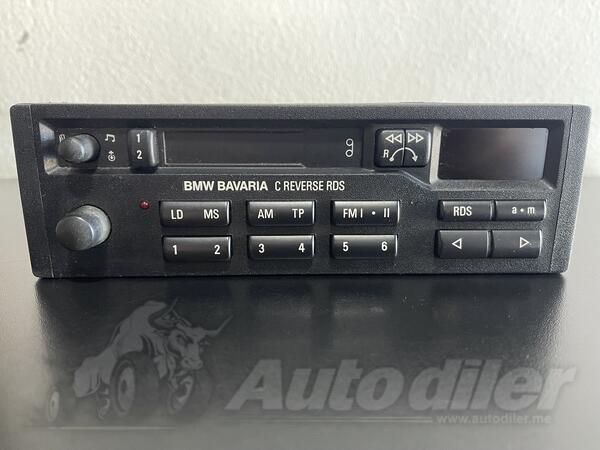 1
2
R
BMW BAVARIA C REVERSE RDS
LD MS AM TP FM I • II RDS a•m
1 2 3 4 5 6
Autodiler
www.autodiler.me